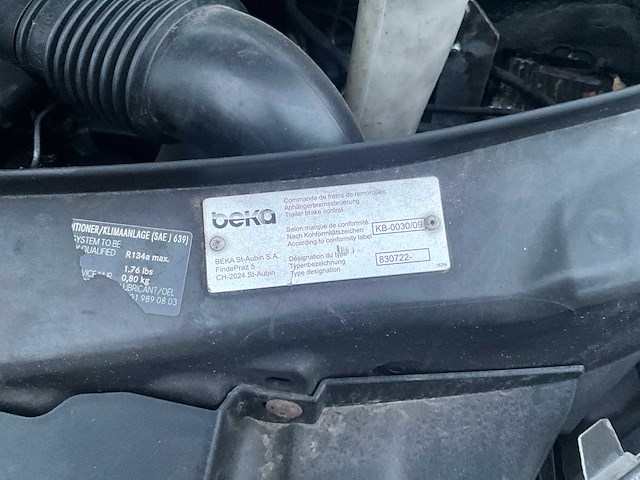 ITIONER/KLIMAANLAGE (SAE J 639)
SYSTEM TO BE
QUALIFIED R134a max.
1.76 lbs
0,80 kg
UBRICANT/OEL
01 989 08 03
beka
BEKA St-Aubin S.A.
FindePraz 5
CH-2024 St-Aubin
Commande de freins de remorques
Anhängerbremssteuerung
Trailer brake control
Selon marque de conformité
Nach Kohformitätszeichen
According to conformity label
KB-0030/09
Désignation du type
Typenbezeichnung
Type designation
830722-